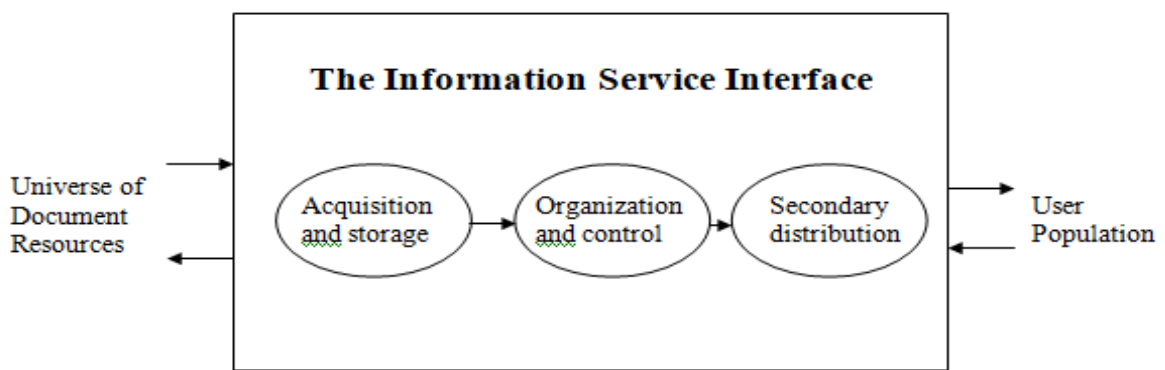 The Information Service Interface
Universe of
Document
Resources
Acquisition
and storage
Organization
and control
Secondary
distribution
User
Population